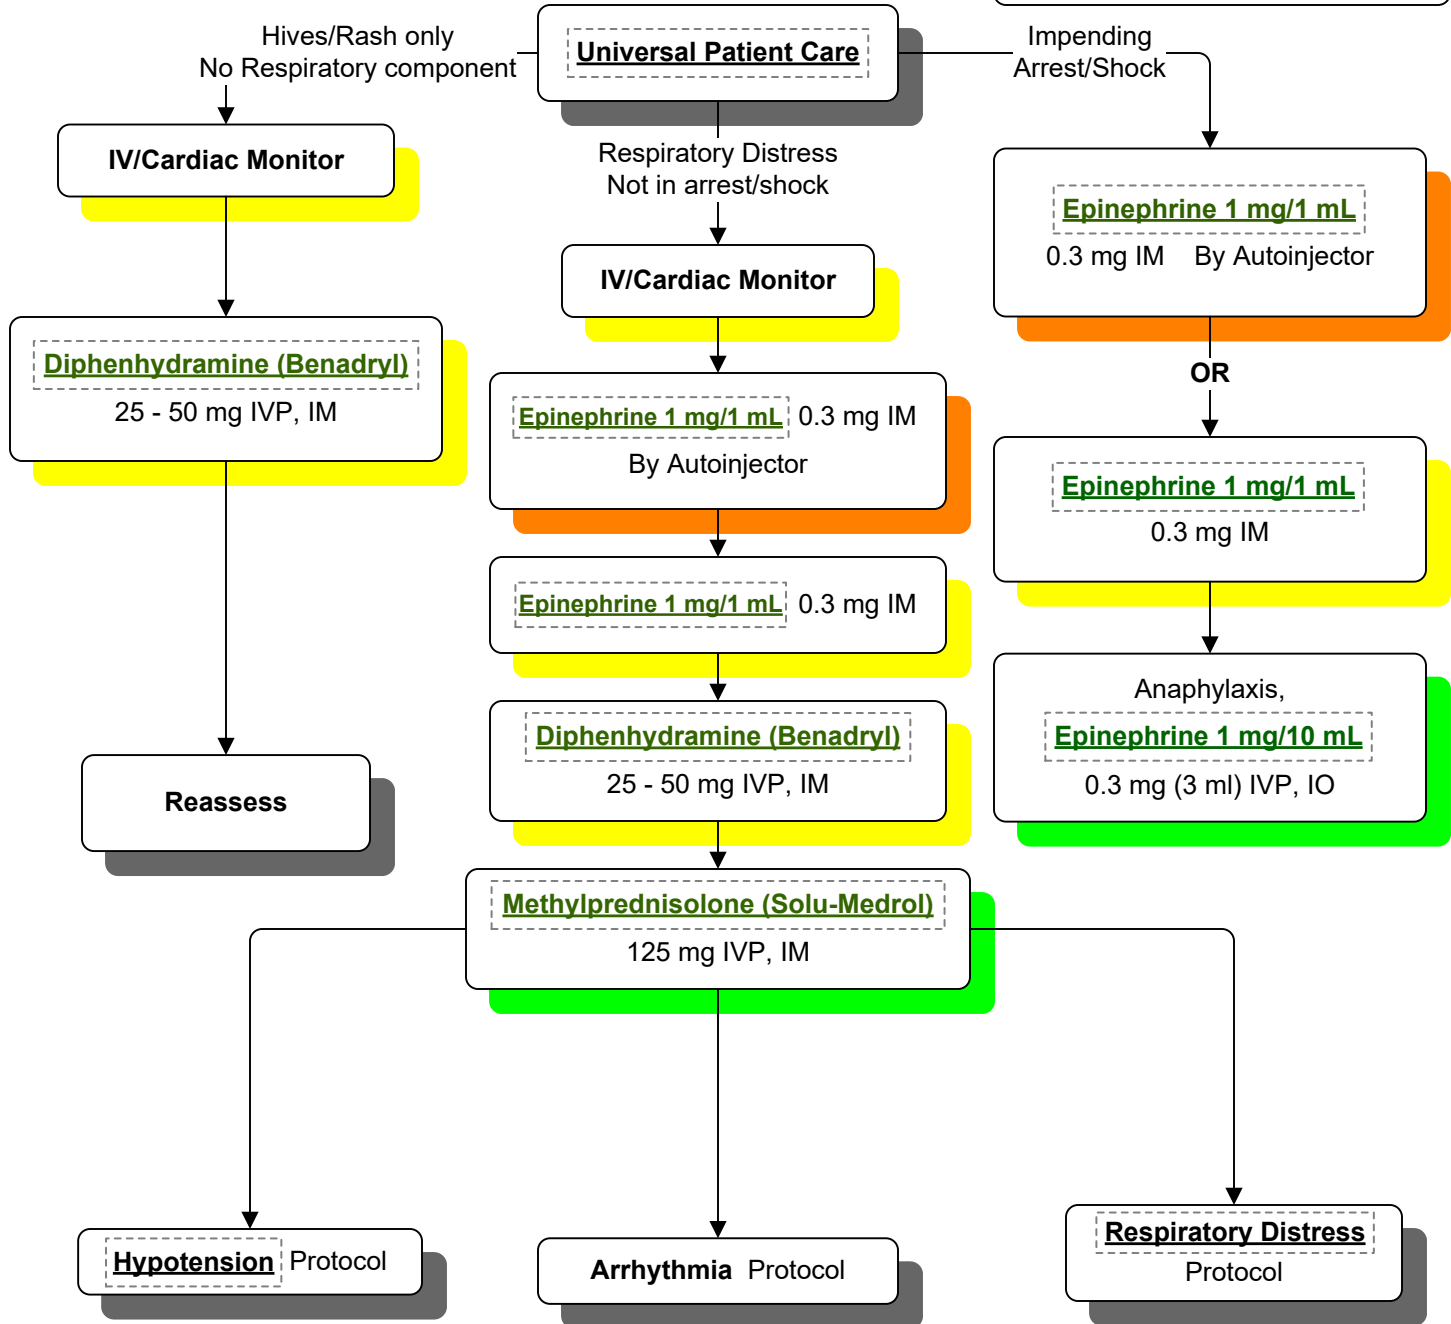 Universal Patient Care
Hives/Rash only
No Respiratory component
IV/Cardiac Monitor
Diphenhydramine (Benadryl)
25 - 50 mg IVP, IM
Reassess
Respiratory Distress
Not in arrest/shock
IV/Cardiac Monitor
Epinephrine 1 mg/1 mL 0.3 mg IM
By Autoinjector
Epinephrine 1 mg/1 mL 0.3 mg IM
Diphenhydramine (Benadryl)
25 - 50 mg IVP, IM
Methylprednisolone (Solu-Medrol)
125 mg IVP, IM
Impending
Arrest/Shock
Epinephrine 1 mg/1 mL
0.3 mg IM By Autoinjector
OR
Epinephrine 1 mg/1 mL
0.3 mg IM
Anaphylaxis,
Epinephrine 1 mg/10 mL
0.3 mg (3 ml) IVP, IO
Hypotension Protocol
Arrhythmia Protocol
Respiratory Distress
Protocol